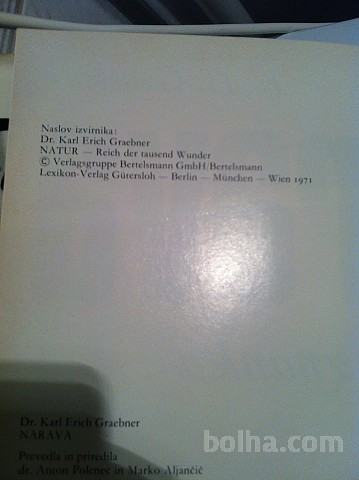 Naslov izvirnika:
Dr. Karl Erich Graebner
NATUR — Reich der tausend Wunder
© Verlagsgruppe Bertelsmann GmbH/Bertelsmann
Lexikon-Verlag Gütersloh — Berlin — München — Wien 1971
Dr. Karl Erich Graebner
NARAVA
Prevedla in priredila
dr. Anton Polenec in Marko Aljančič
bolha.com